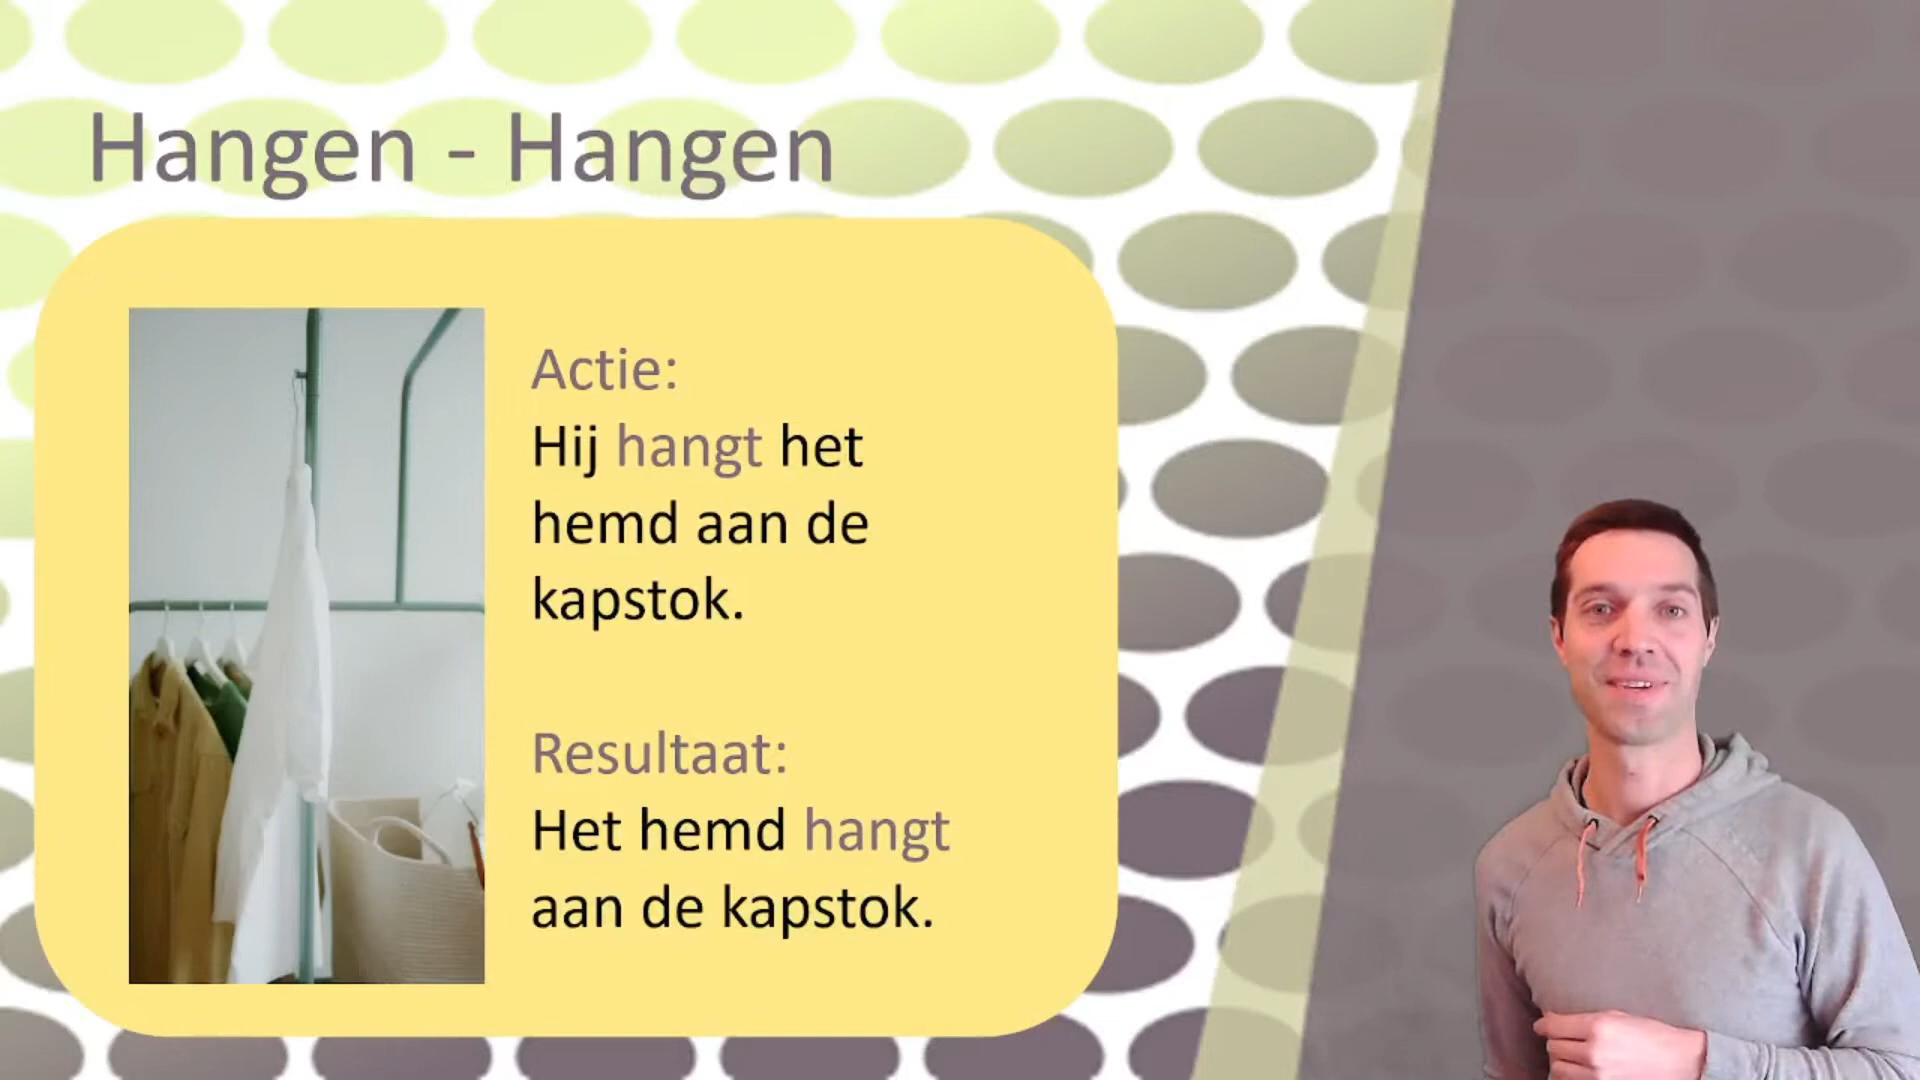 Hangen - Hangen
Actie:
Hij hangt het
hemd aan de
kapstok.
Resultaat:
Het hemd hangt
aan de kapstok.